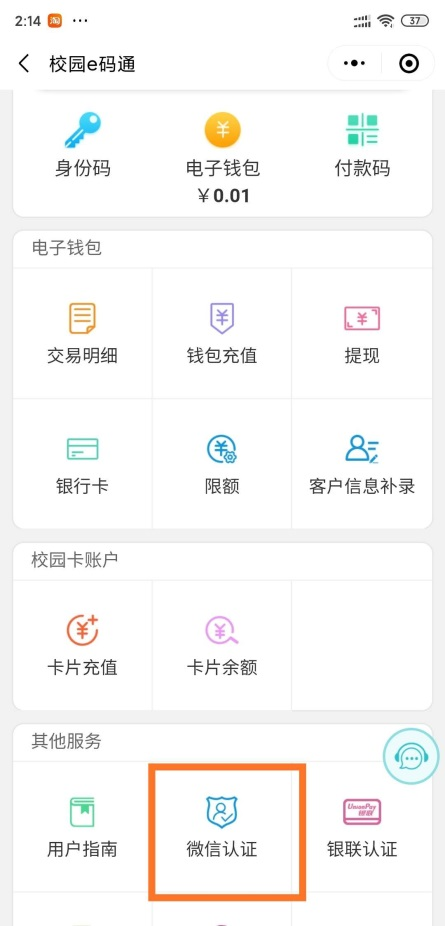 2:14 淘 ··· 37
校园e码通
身份码 电子钱包 付款码
￥0.01
电子钱包
交易明细 钱包充值 提现
银行卡 限额 客户信息补录
校园卡账户
卡片充值 卡片余额
其他服务
UnionPay
银联
用户指南 微信认证 银联认证